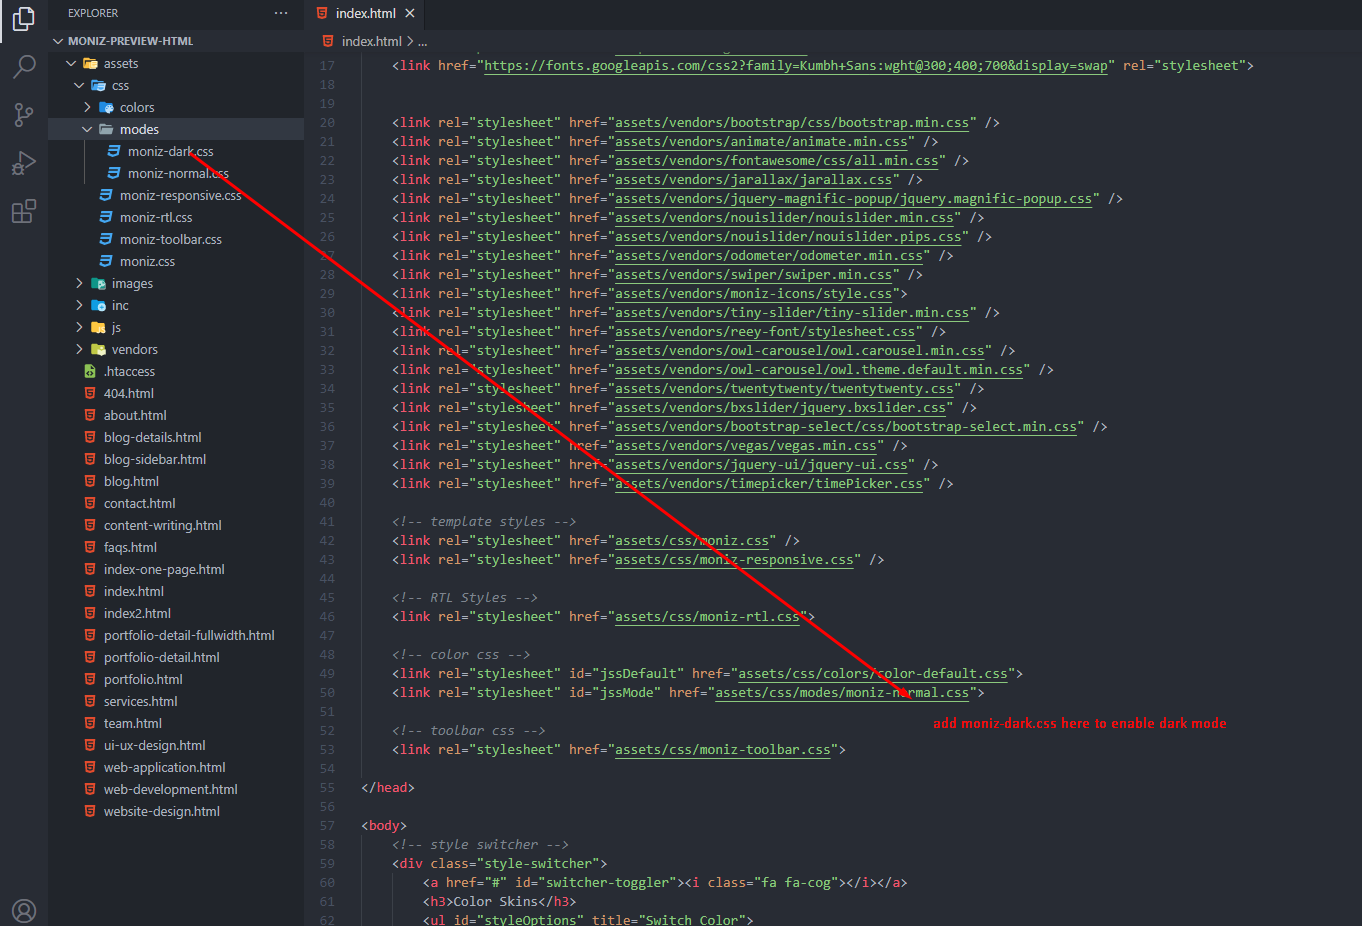 EXPLORER ···
MONIZ-PREVIEW-HTML
assets
css
colors
modes
moniz-dark.css
moniz-normal.css
moniz-responsive.css
moniz-rtl.css
moniz-toolbar.css
moniz.css
images
inc
js
vendors
.htaccess
404.html
about.html
blog-details.html
blog-sidebar.html
blog.html
contact.html
content-writing.html
faqs.html
index-one-page.html
index.html
index2.html
portfolio-detail-fullwidth.html
portfolio-detail.html
portfolio.html
services.html
team.html
ui-ux-design.html
web-application.html
web-development.html
website-design.html
index.html
index.html > ...
17 <link href="https://fonts.googleapis.com/css2?family=Kumbh+Sans:wght@300;400;700&display=swap" rel="stylesheet">
18
19
20 <link rel="stylesheet" href="assets/vendors/bootstrap/css/bootstrap.min.css" />
21 <link rel="stylesheet" href="assets/vendors/animate/animate.min.css" />
22 <link rel="stylesheet" href="assets/vendors/fontawesome/css/all.min.css" />
23 <link rel="stylesheet" href="assets/vendors/jarallax/jarallax.css" />
24 <link rel="stylesheet" href="assets/vendors/jquery-magnific-popup/jquery.magnific-popup.css" />
25 <link rel="stylesheet" href="assets/vendors/nouislider/nouislider.min.css" />
26 <link rel="stylesheet" href="assets/vendors/nouislider/nouislider.pips.css" />
27 <link rel="stylesheet" href="assets/vendors/odometer/odometer.min.css" />
28 <link rel="stylesheet" href="assets/vendors/swiper/swiper.min.css" />
29 <link rel="stylesheet" href="assets/vendors/moniz-icons/style.css">
30 <link rel="stylesheet" href="assets/vendors/tiny-slider/tiny-slider.min.css" />
31 <link rel="stylesheet" href="assets/vendors/reey-font/stylesheet.css" />
32 <link rel="stylesheet" href="assets/vendors/owl-carousel/owl.carousel.min.css" />
33 <link rel="stylesheet" href="assets/vendors/owl-carousel/owl.theme.default.min.css" />
34 <link rel="stylesheet" href="assets/vendors/twentytwenty/twentytwenty.css" />
35 <link rel="stylesheet" href="assets/vendors/bxslider/jquery.bxslider.css" />
36 <link rel="stylesheet" href="assets/vendors/bootstrap-select/css/bootstrap-select.min.css" />
37 <link rel="stylesheet" href="assets/vendors/vegas/vegas.min.css" />
38 <link rel="stylesheet" href="assets/vendors/jquery-ui/jquery-ui.css" />
39 <link rel="stylesheet" href="assets/vendors/timepicker/timePicker.css" />
40
41 <!-- template styles -->
42 <link rel="stylesheet" href="assets/css/moniz.css" />
43 <link rel="stylesheet" href="assets/css/moniz-responsive.css" />
44
45 <!-- RTL Styles -->
46 <link rel="stylesheet" href="assets/css/moniz-rtl.css">
47
48 <!-- color css -->
49 <link rel="stylesheet" id="jssDefault" href="assets/css/colors/color-default.css">
50 <link rel="stylesheet" id="jssMode" href="assets/css/modes/moniz-normal.css">
51
add moniz-dark.css here to enable dark mode
52 <!-- toolbar css -->
53 <link rel="stylesheet" href="assets/css/moniz-toolbar.css">
54
55 </head>
56
57 <body>
58 <!-- style switcher -->
59 <div class="style-switcher">
60 <a href="#" id="switcher-toggler"><i class="fa fa-cog"></i></a>
61 <h3>Color Skins</h3>
62 <ul id="styleOptions" title="Switch Color">